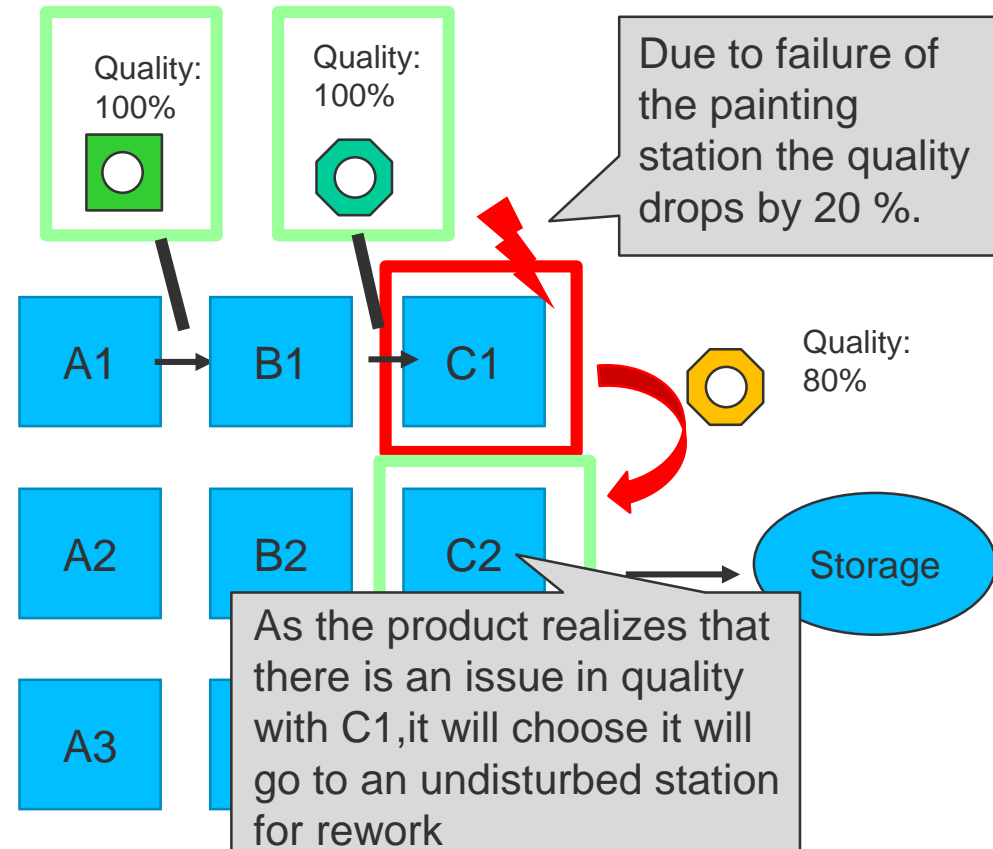 Quality:
100%
Quality:
100%
Due to failure of
the painting
station the quality
drops by 20 %.
A1
B1
C1
Quality:
80%
A2
B2
C2
Storage
As the product realizes that
there is an issue in quality
with C1,it will choose it will
go to an undisturbed station
for rework
A3